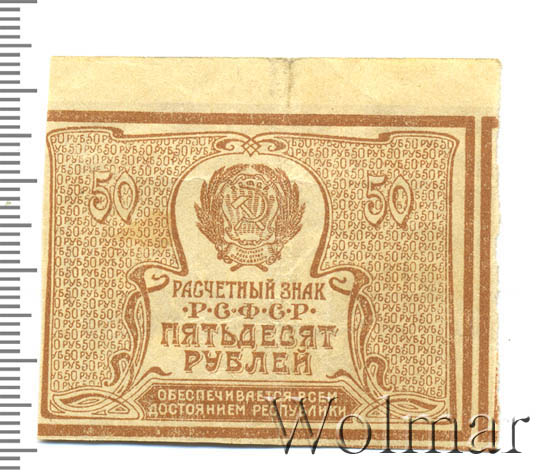 50
50
РАСЧЕТНЫЙ ЗНАК
Р·С·Ф·С·Р·
ПЯТЬДЕСЯТ
РУБЛЕЙ
ОБЕСПЕЧИВАЕТСЯ ВСЕМ
ДОСТОЯНИЕМ РЕСПУБЛИКИ
Wolmar